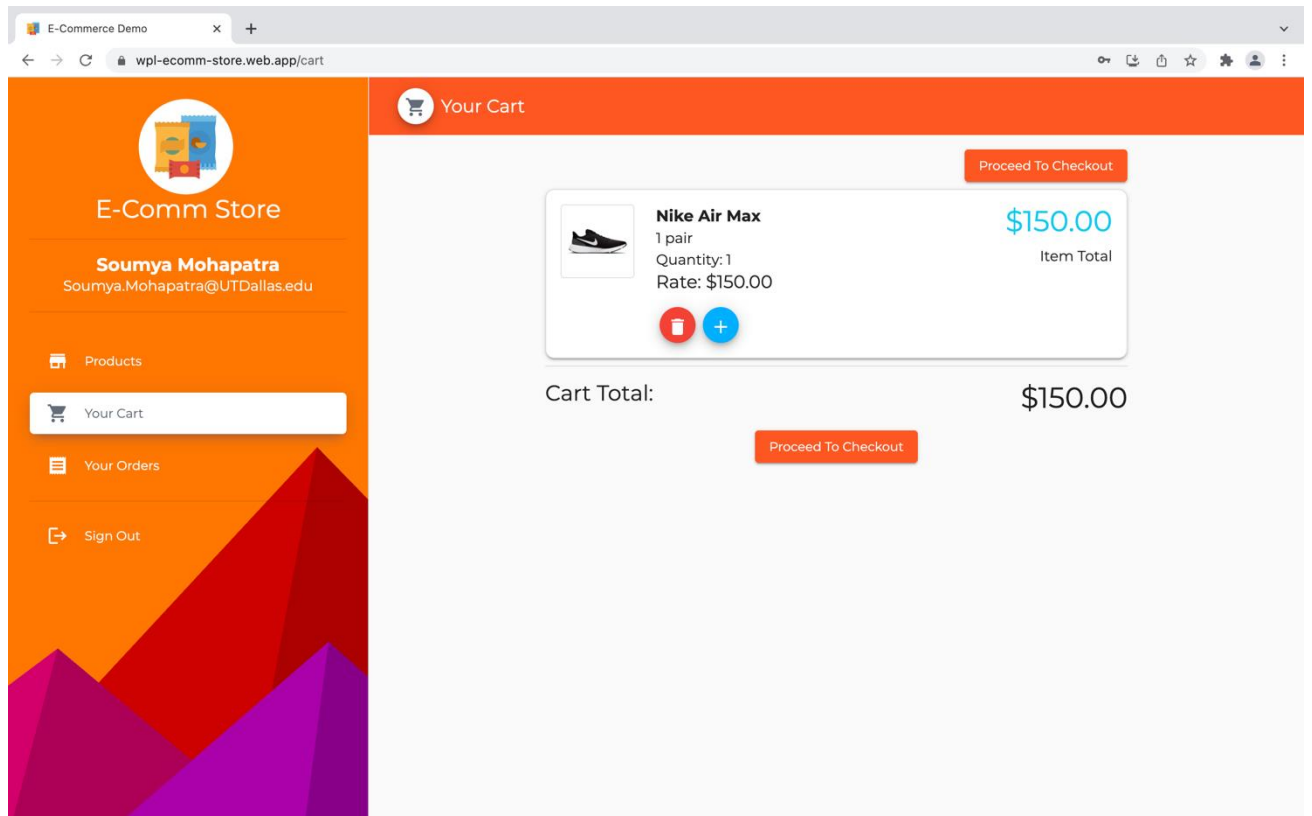 E-Commerce Demo
wpl-ecomm-store.web.app/cart
E-Comm Store
Soumya Mohapatra
Soumya.Mohapatra@UTDallas.edu
Products
Your Cart
Your Orders
Sign Out
Your Cart
Proceed To Checkout
Nike Air Max
1 pair
Quantity: 1
Rate: $150.00
$150.00
Item Total
Cart Total:
$150.00
Proceed To Checkout